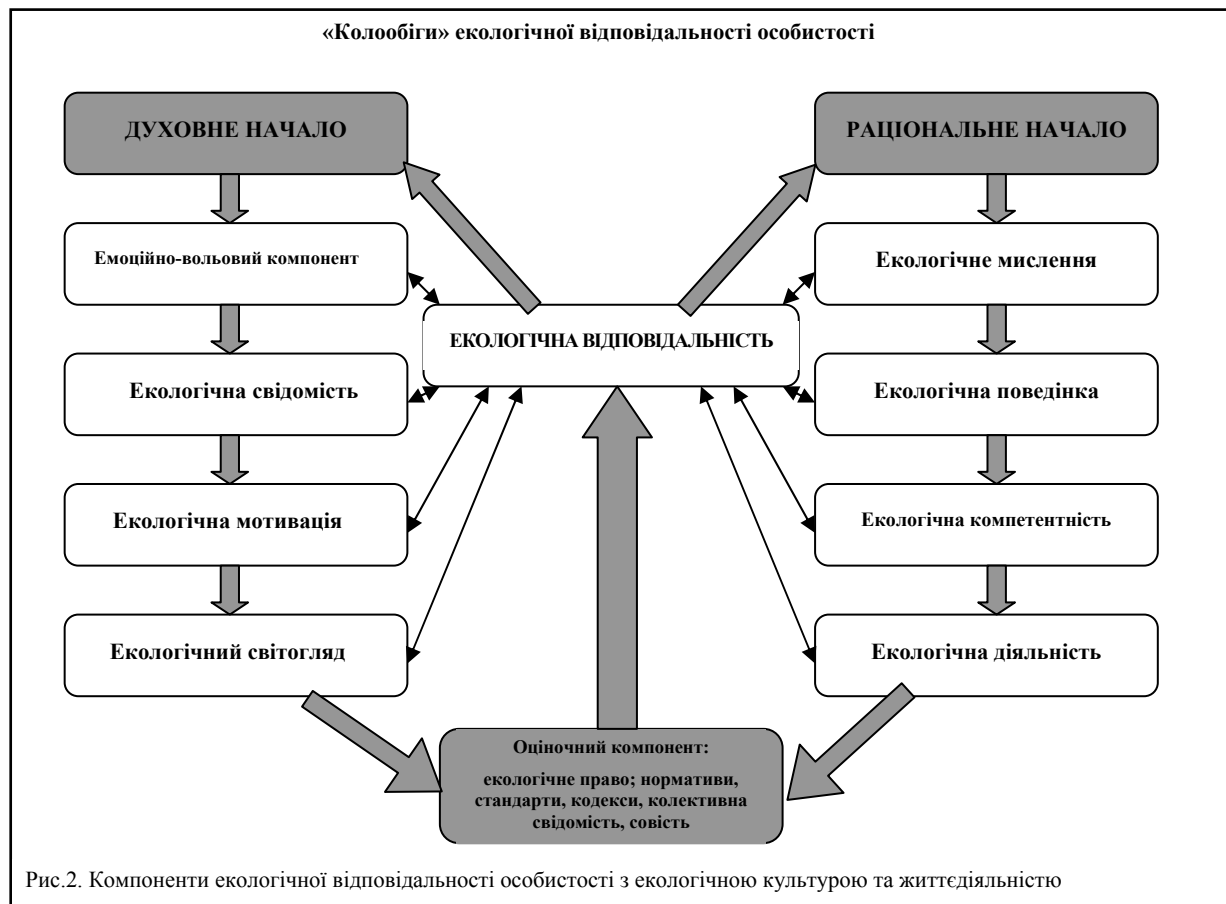 «Колообіги» екологічної відповідальності особистості
ДУХОВНЕ НАЧАЛО
РАЦІОНАЛЬНЕ НАЧАЛО
Емоційно-вольовий компонент
Екологічне мислення
ЕКОЛОГІЧНА ВІДПОВІДАЛЬНІСТЬ
Екологічна свідомість
Екологічна поведінка
Екологічна мотивація
Екологічна компетентність
Екологічний світогляд
Екологічна діяльність
Оціночний компонент:
екологічне право; нормативи,
стандарти, кодекси, колективна
свідомість, совість
Рис.2. Компоненти екологічної відповідальності особистості з екологічною культурою та життєдіяльністю